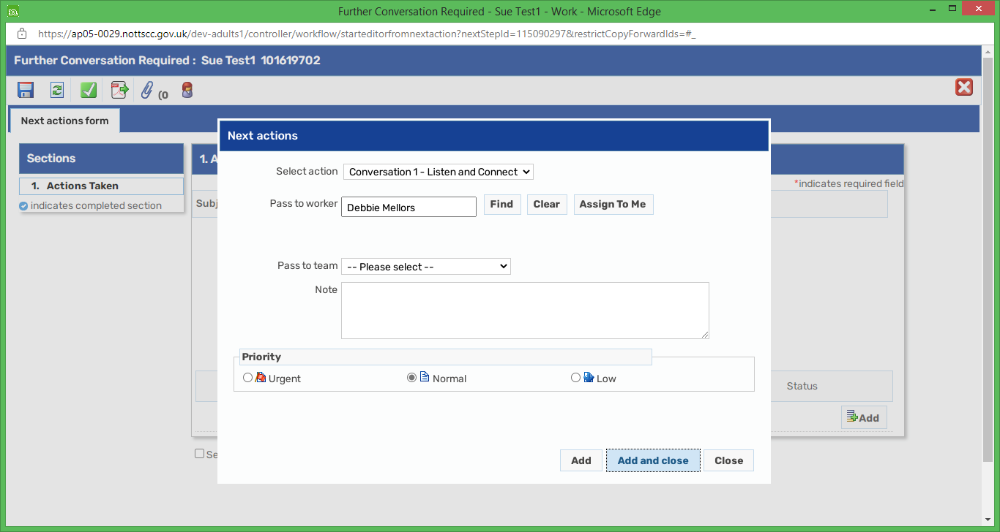 Further Conversation Required - Sue Test1 - Work - Microsoft Edge
https://ap05-0029.nottscc.gov.uk/dev-adults1/controller/workflow/starteditorfromnextaction?nextStepId=115090297&restrictCopyForwardIds=#_
Further Conversation Required : Sue Test1 101619702
(0
Next actions form
Next actions
Sections
1. Actions Taken
indicates completed section
1. A
*indicates required field
Subj
Select action Conversation 1 - Listen and Connect
Pass to worker Debbie Mellors Find Clear Assign To Me
Pass to team -- Please select --
Note
Priority
Urgent Normal Low
Status
Add
Se
Add Add and close Close